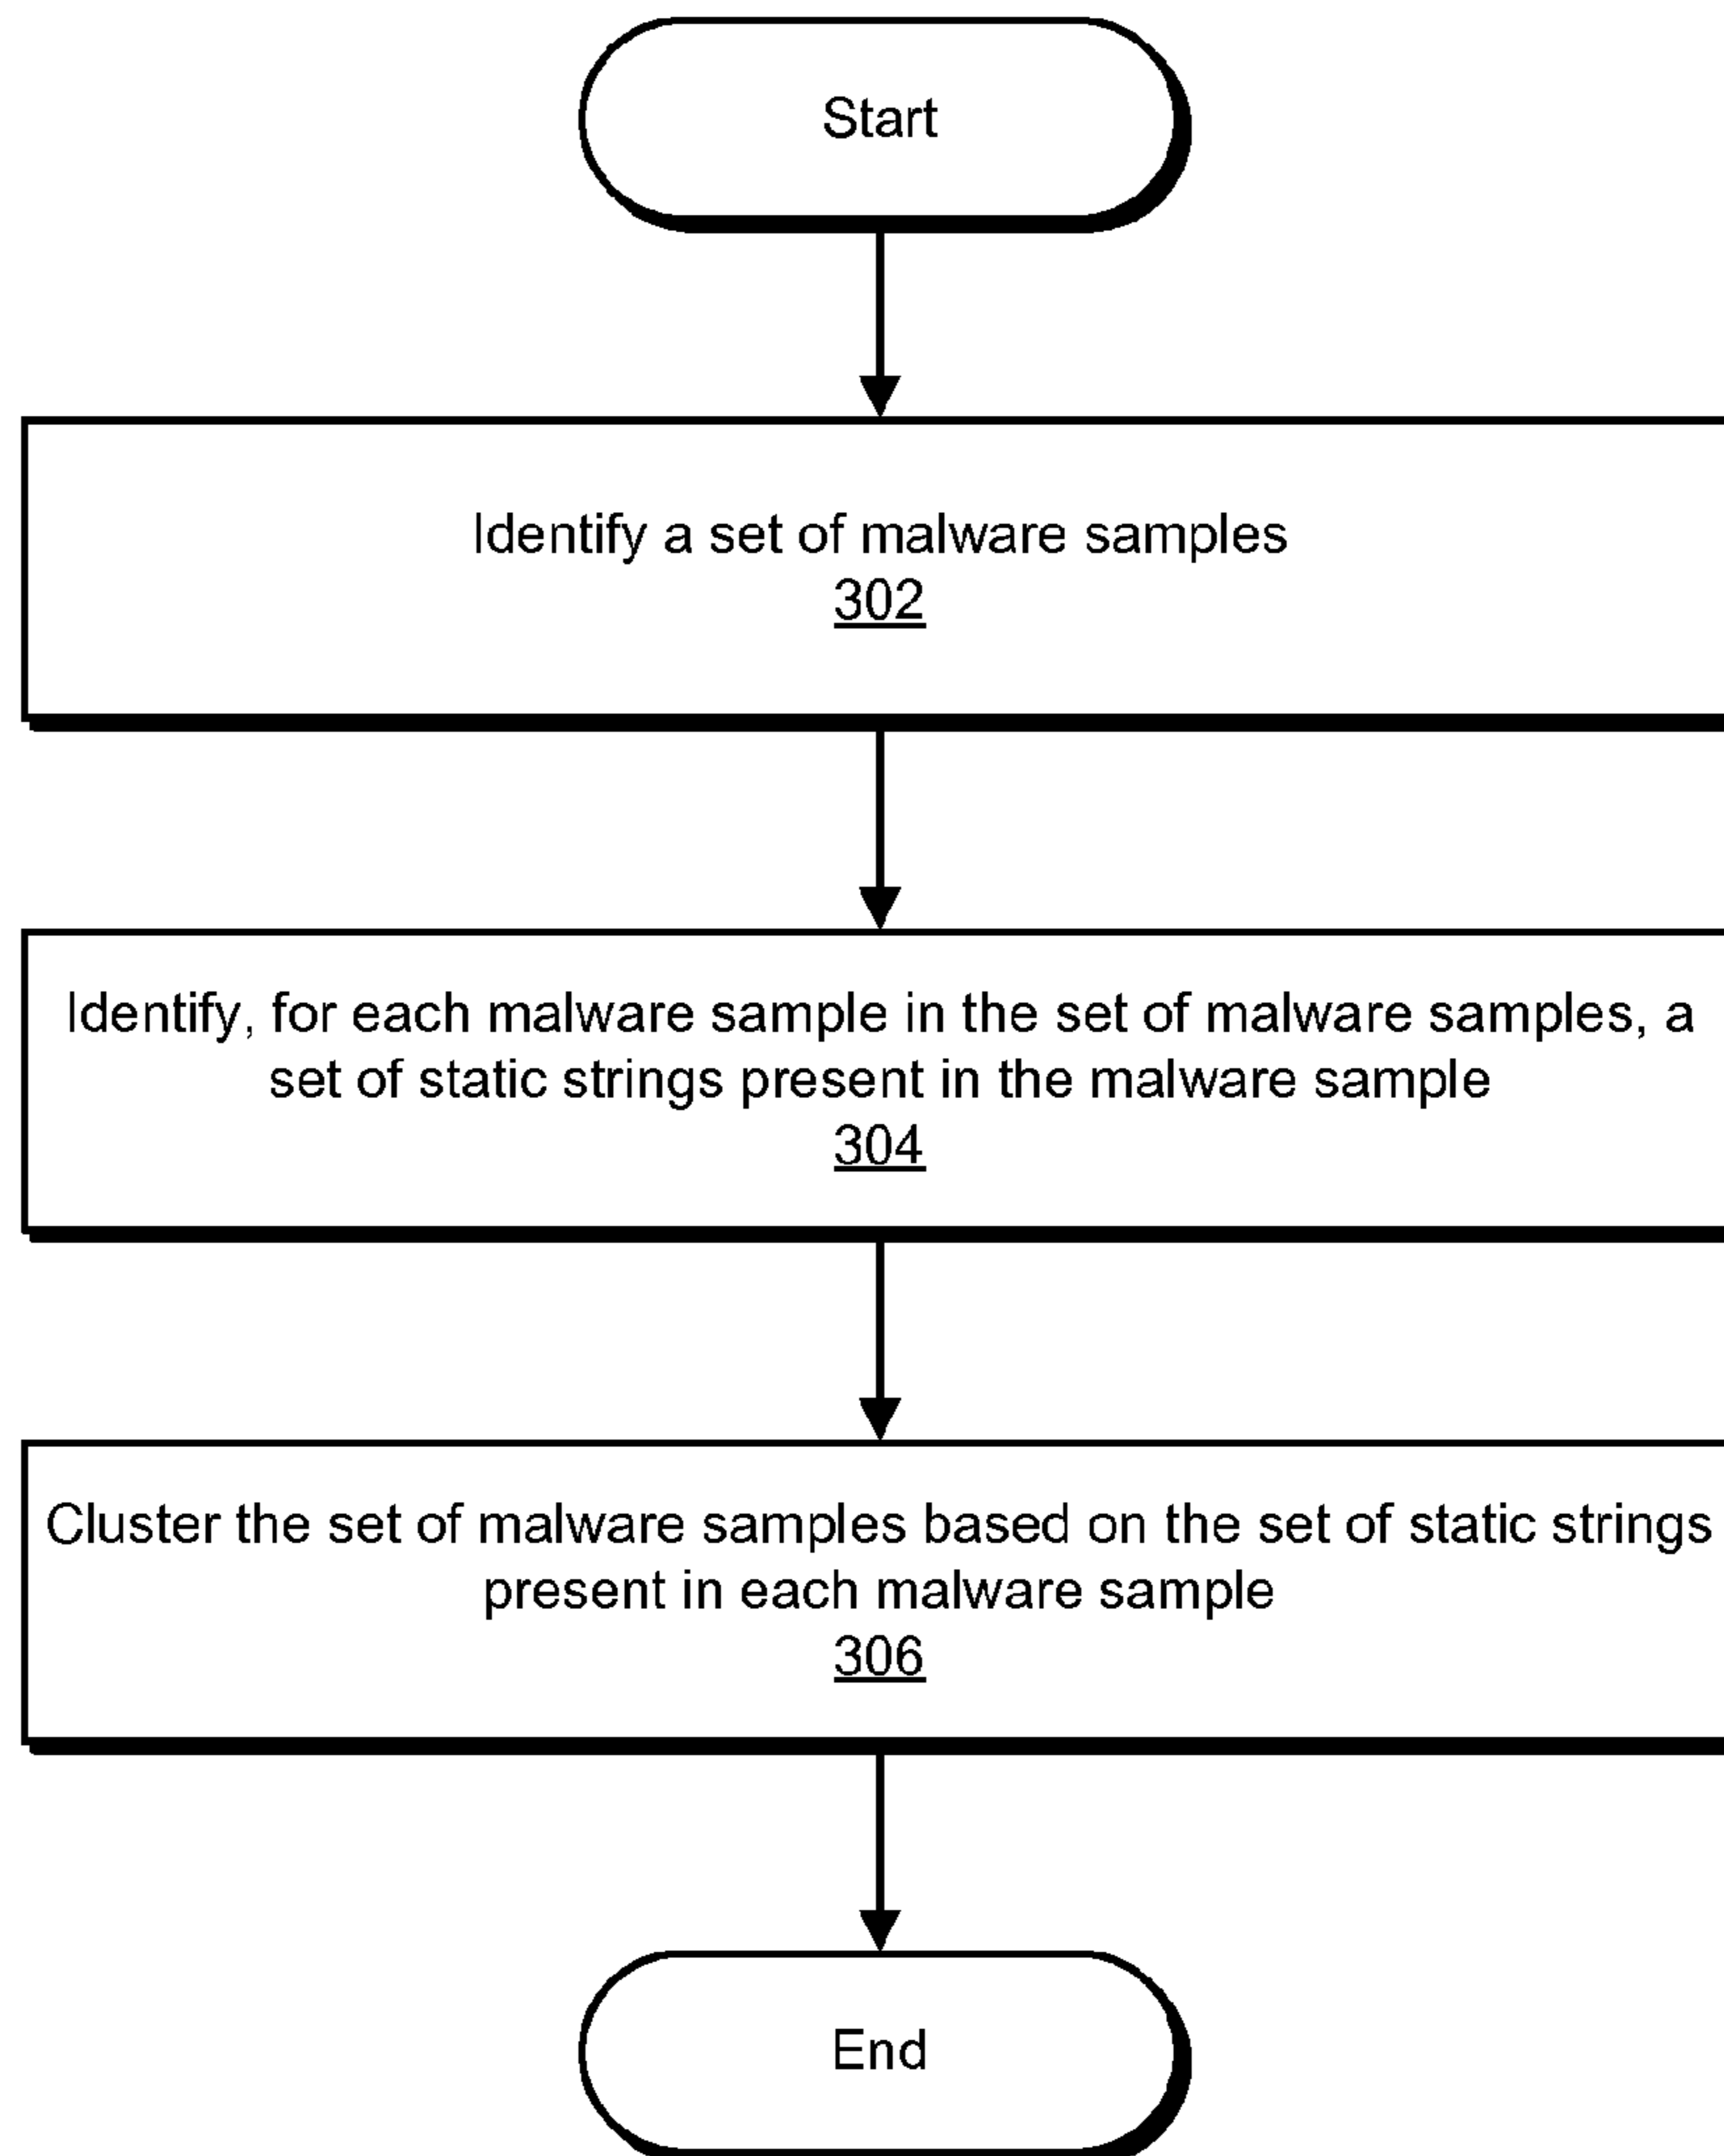 Start
Identify a set of malware samples
302
Identify, for each malware sample in the set of malware samples, a
set of static strings present in the malware sample
304
Cluster the set of malware samples based on the set of static strings
present in each malware sample
306
End